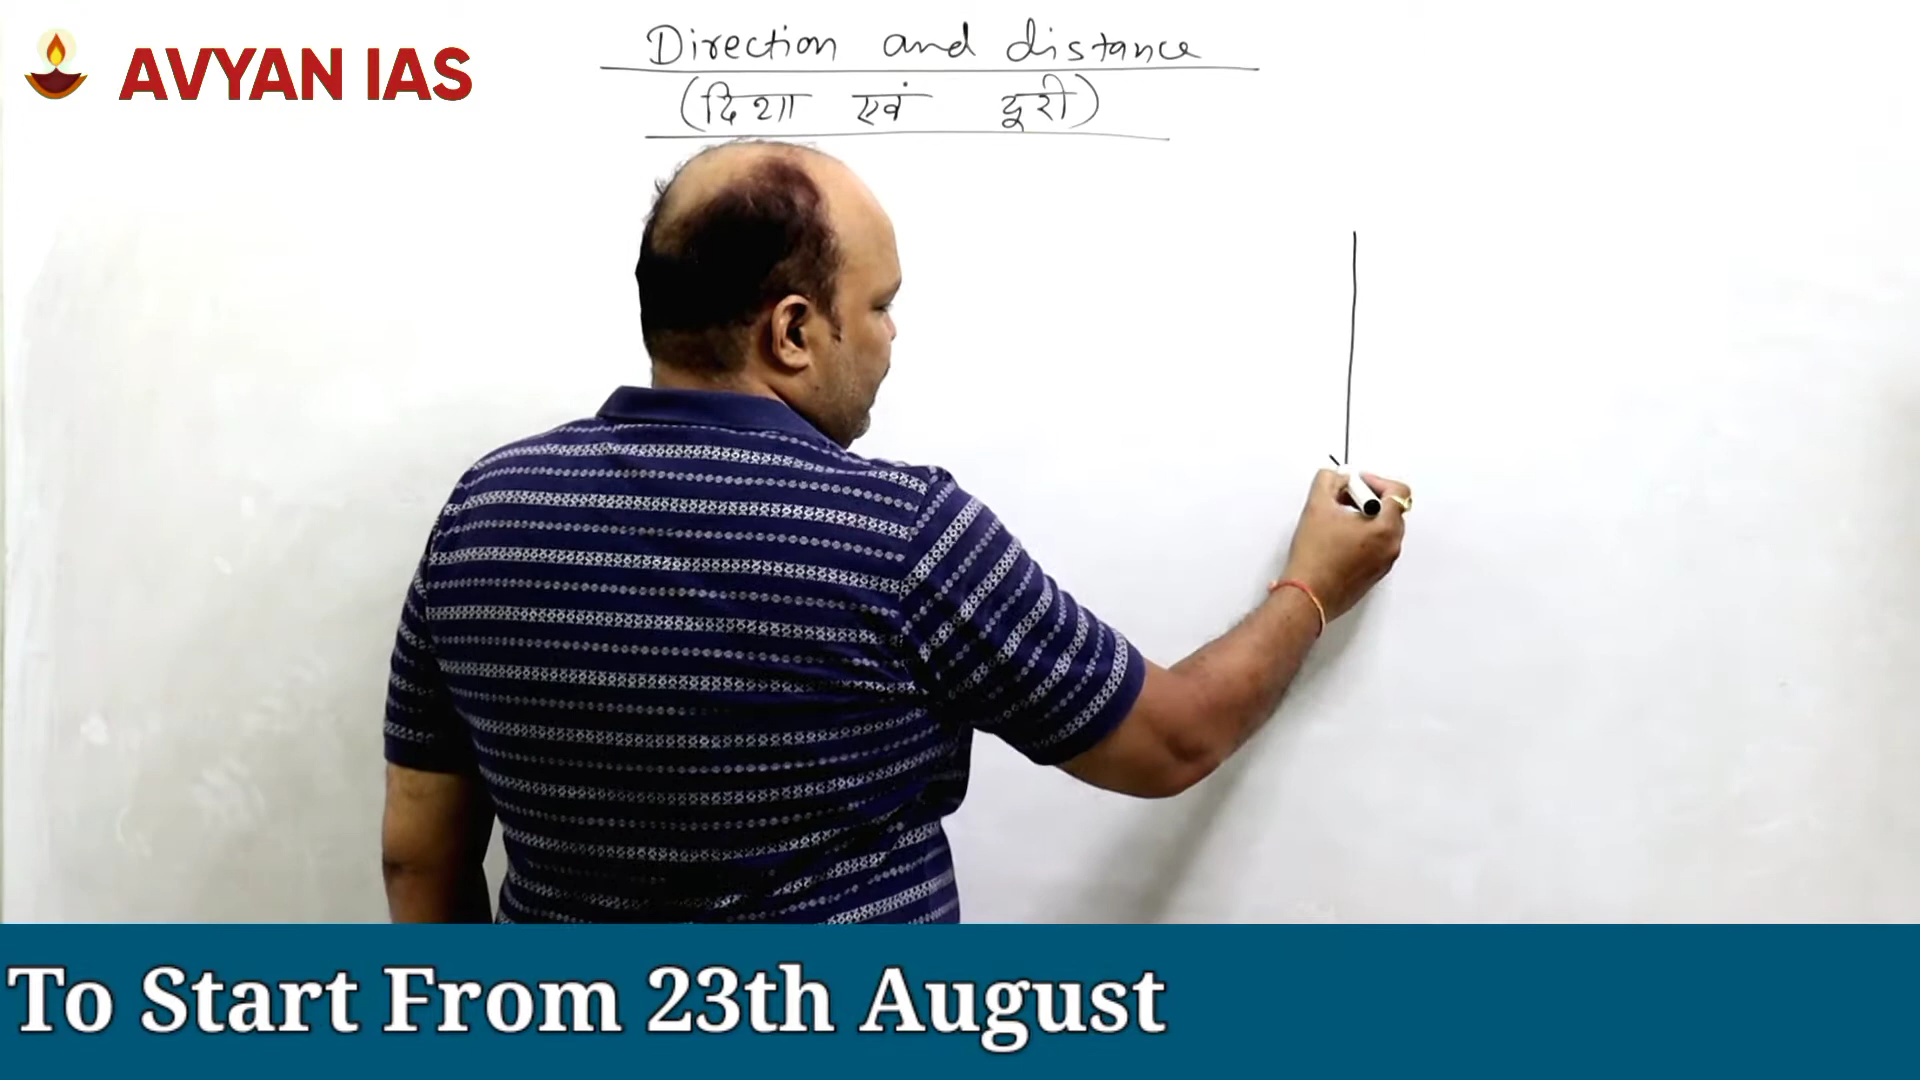 AVYAN IAS
Direction and distance
(दिशा एवं दूरी)
To Start From 23th August